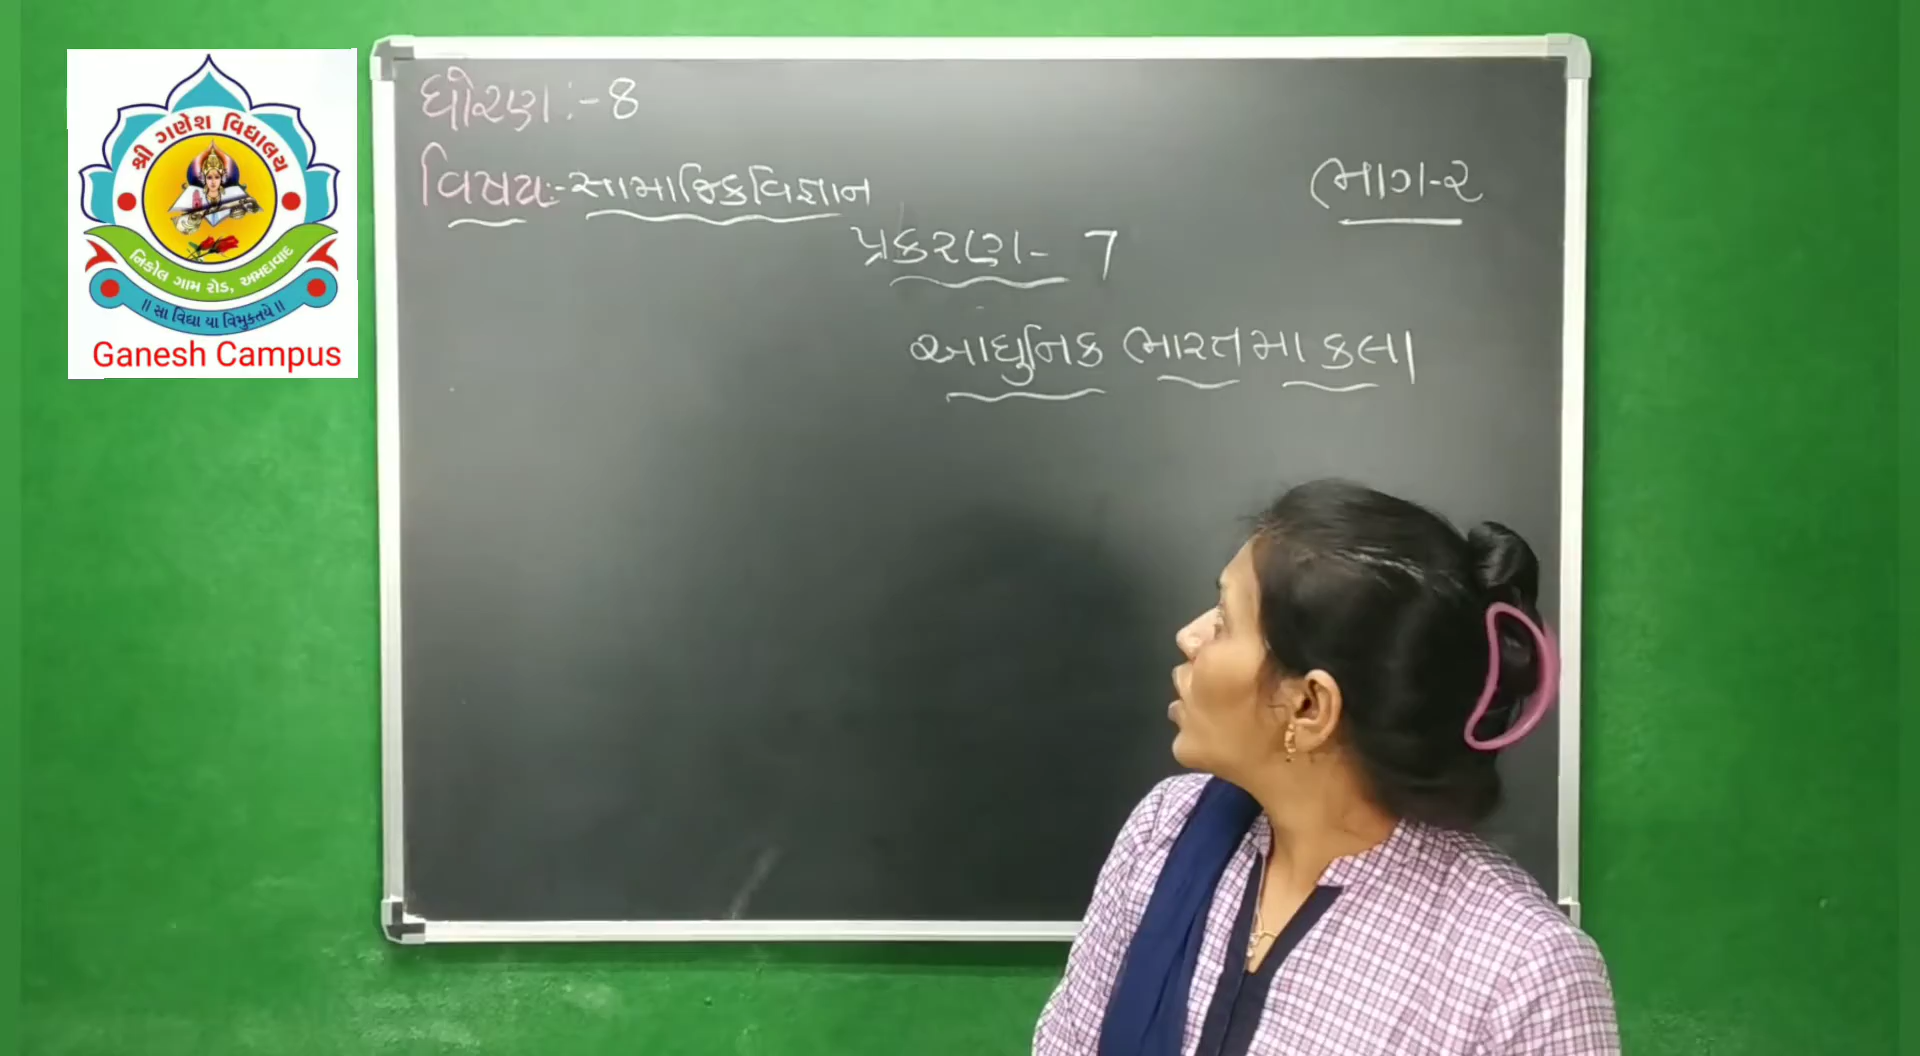 શ્રી ગણેશ વિદ્યાલય
નિકોલ ગામ રોડ, અમદાવાદ
॥ સા વિદ્યા યા વિમુક્તયે ॥
Ganesh Campus
ધોરણ :- 8
વિષય:- સામાજિકવિજ્ઞાન
ભાગ-૨
પ્રકરણ- 7
આધુનિક ભારતમા કલા